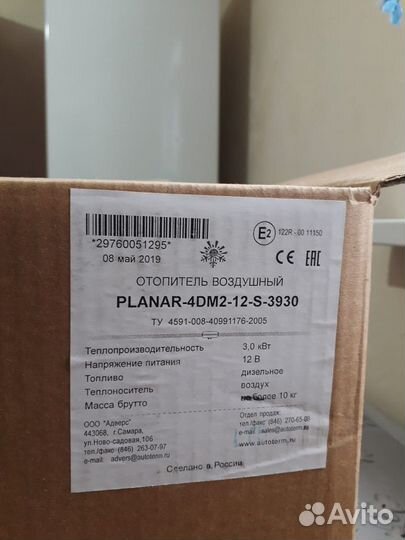 *29760051295*
08 май 2019
E2
122R - 00 11150
CE EAC
ОТОПИТЕЛЬ ВОЗДУШНЫЙ
PLANAR-4DM2-12-S-3930
ТУ 4591-008-40991176-2005
Теплопроизводительность 3,0 кВт
Напряжение питания 12 В
Топливо дизельное
Теплоноситель воздух
Масса брутто не более 10 кг
ООО "Адверс"
443068, г.Самара,
ул.Ново-садовая,106
тел./факс (846) 263-07-97
e-mail: advers@autoterm.ru
Отдел продаж:
тел./факс (846) 270-65-08
e-mail: sales@autoterm.ru
www.autoterm.ru
Сделано в России
Avito